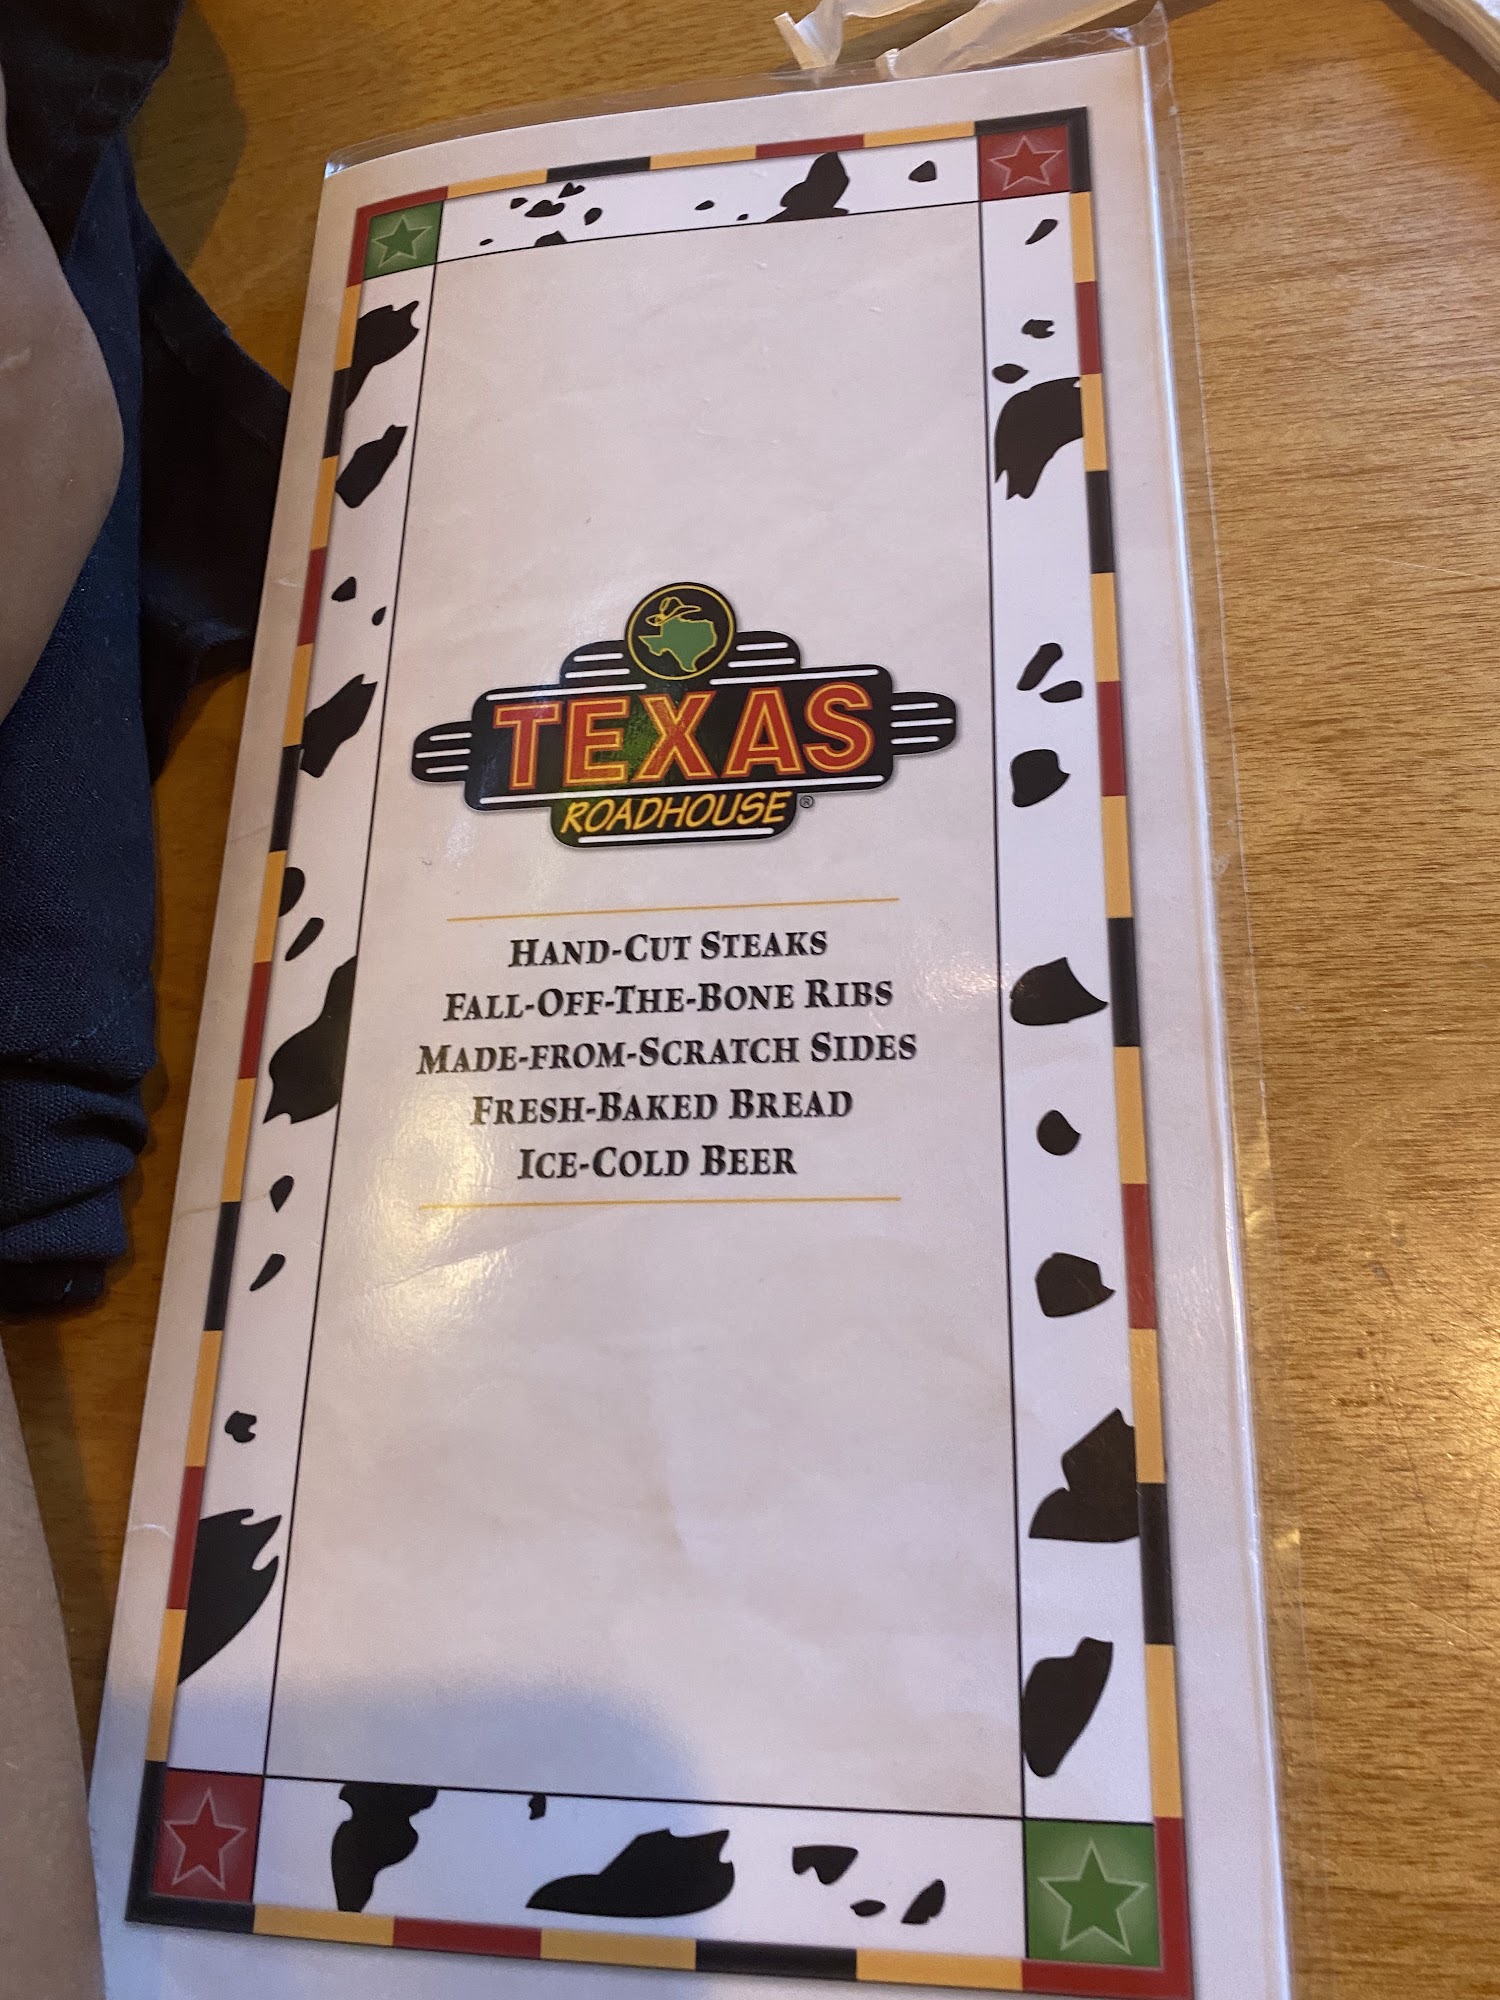 TEXAS
ROADHOUSE®
HAND-CUT STEAKS
FALL-OFF-THE-BONE RIBS
MADE-FROM-SCRATCH SIDES
FRESH-BAKED BREAD
ICE-COLD BEER